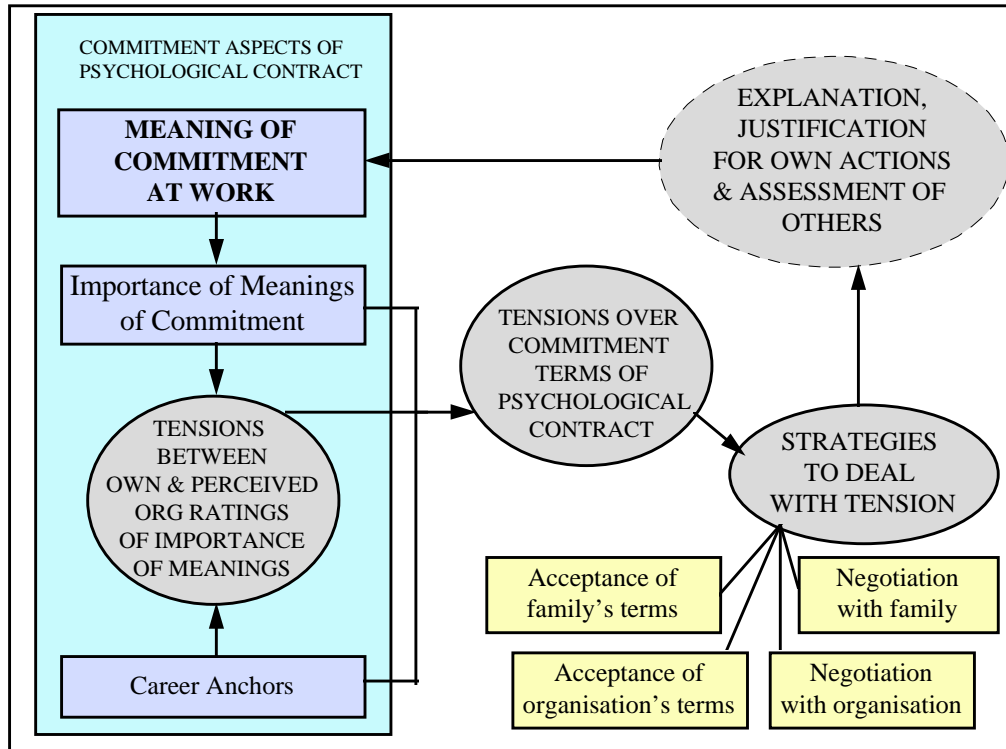 COMMITMENT ASPECTS OF
PSYCHOLOGICAL CONTRACT
MEANING OF
COMMITMENT
AT WORK
Importance of Meanings
of Commitment
TENSIONS
BETWEEN
OWN & PERCEIVED
ORG RATINGS
OF IMPORTANCE
OF MEANINGS
Career Anchors
TENSIONS OVER
COMMITMENT
TERMS OF
PSYCHOLOGICAL
CONTRACT
EXPLANATION,
JUSTIFICATION
FOR OWN ACTIONS
& ASSESSMENT OF
OTHERS
STRATEGIES
TO DEAL
WITH TENSION
Acceptance of
family’s terms
Negotiation
with family
Acceptance of
organisation’s terms
Negotiation
with organisation